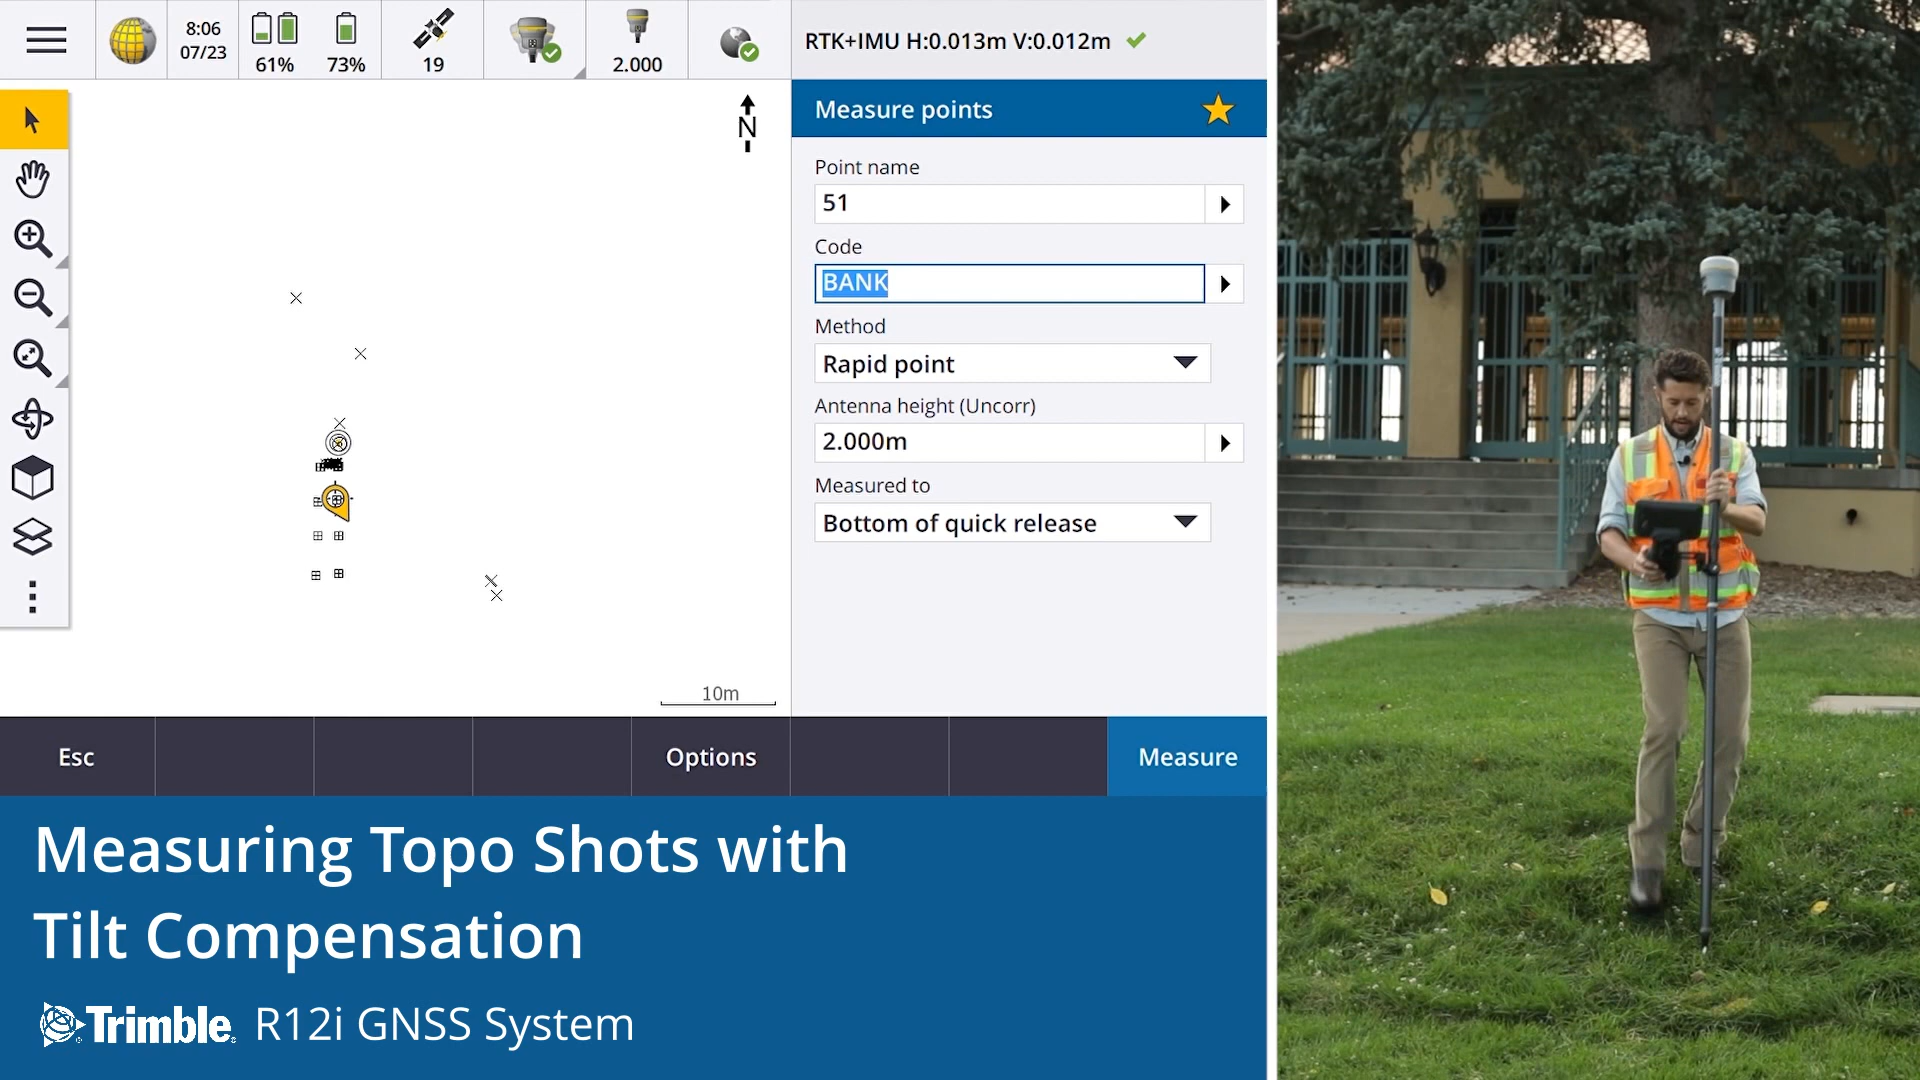 8:06
07/23
61%
73%
19
2.000
RTK+IMU H:0.013m V:0.012m
N
10m
Measure points
Point name
51
Code
BANK
Method
Rapid point
Antenna height (Uncorr)
2.000m
Measured to
Bottom of quick release
Esc
Options
Measure
Measuring Topo Shots with
Tilt Compensation
Trimble. R12i GNSS System